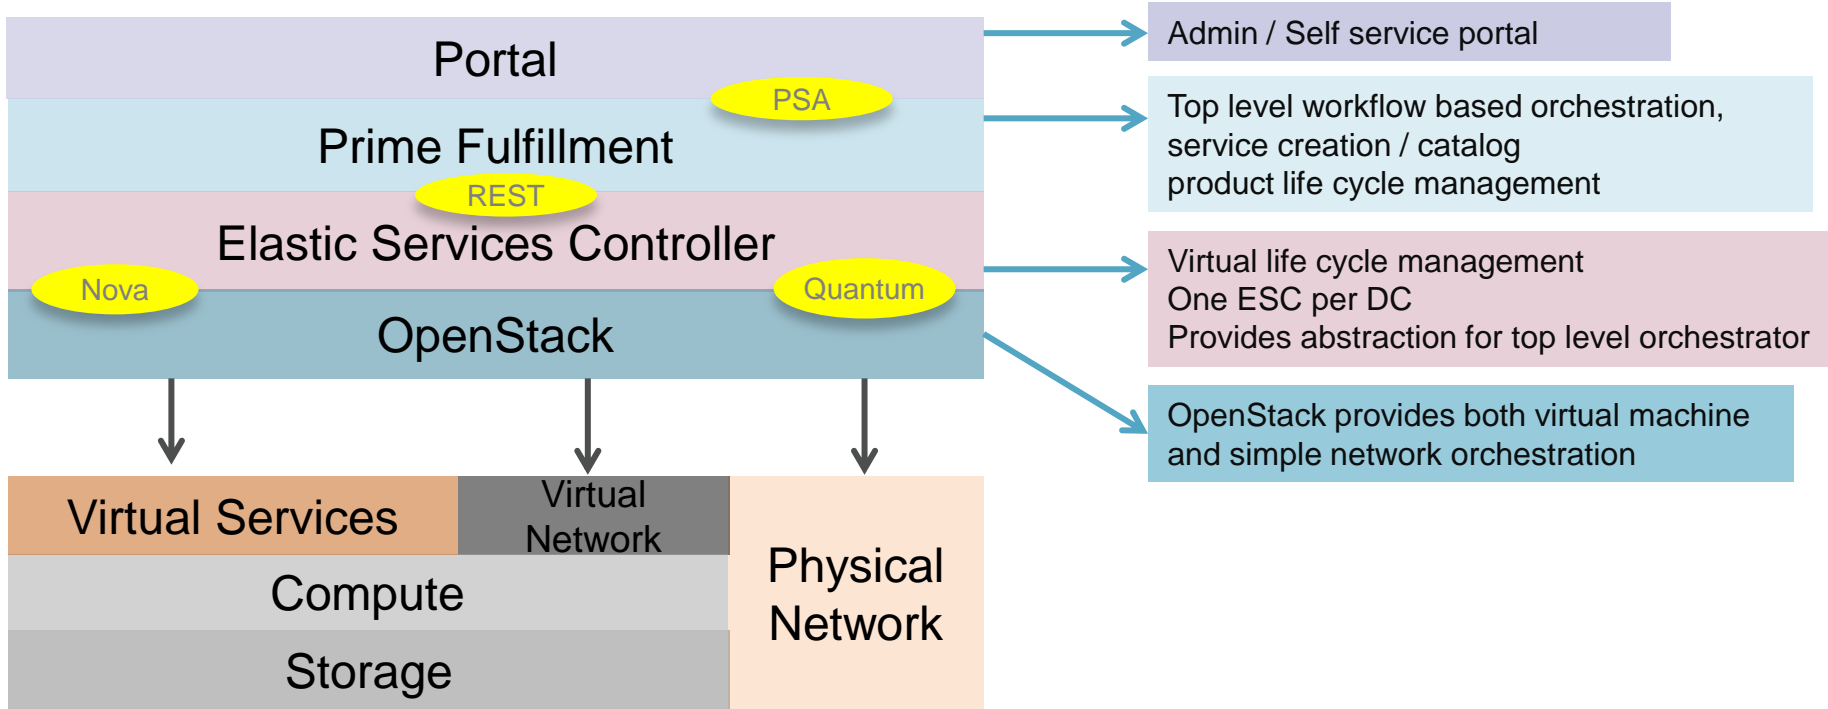 Portal
PSA
Prime Fulfillment
REST
Elastic Services Controller
Nova
Quantum
OpenStack
Virtual Services
Virtual
Network
Compute
Storage
Physical
Network
Admin / Self service portal
Top level workflow based orchestration,
service creation / catalog
product life cycle management
Virtual life cycle management
One ESC per DC
Provides abstraction for top level orchestrator
OpenStack provides both virtual machine
and simple network orchestration